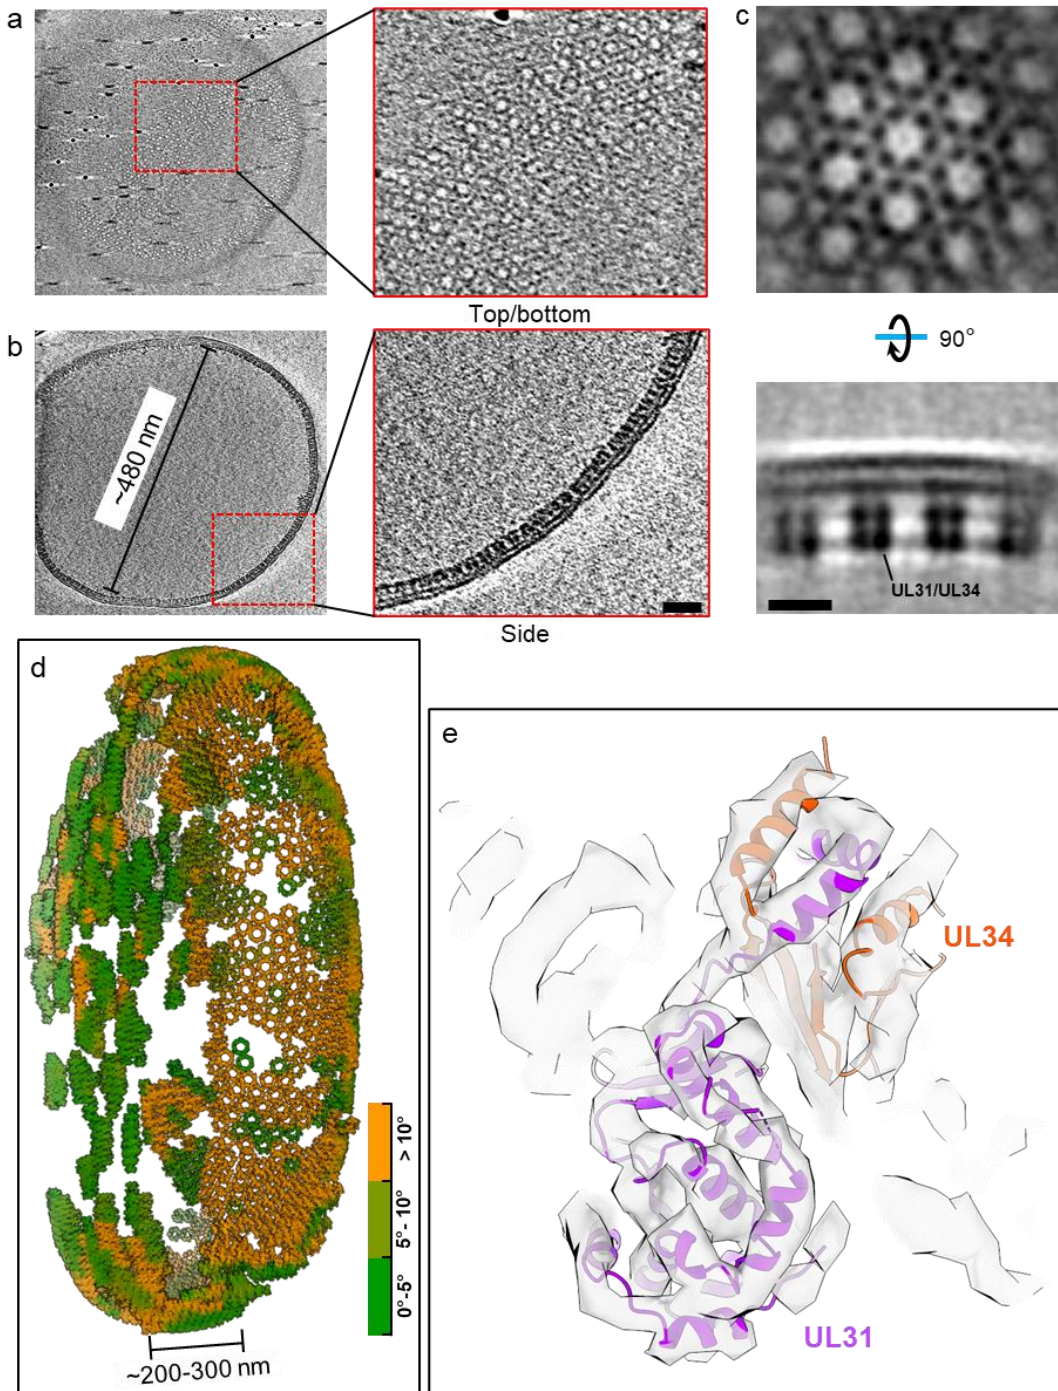 a
c
Top/bottom
90°
b
~480 nm
UL31/UL34
Side
d
> 10°
5°- 10°
0°-5°
~200-300 nm
e
UL34
UL31